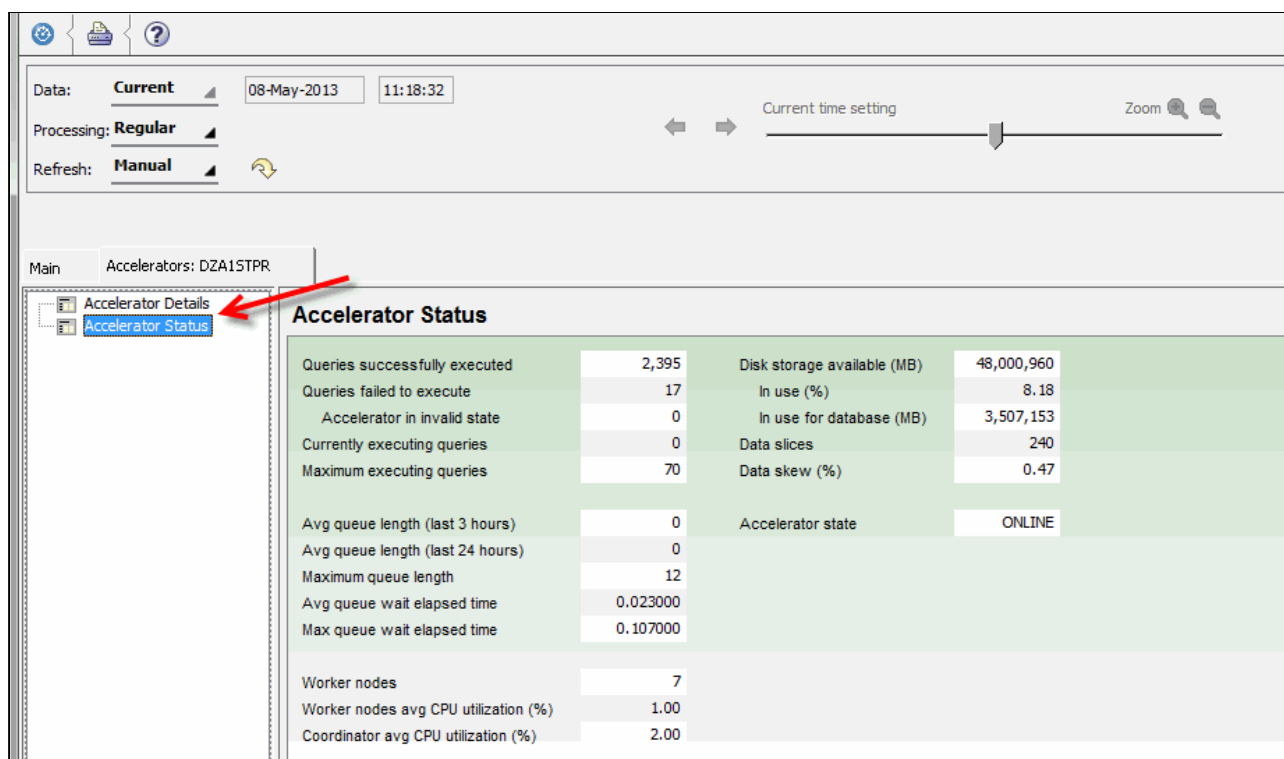 Data: Current 08-May-2013 11:18:32
Current time setting Zoom
Processing: Regular
Refresh: Manual
Main Accelerators: DZA1STPR
Accelerator Details
Accelerator Status
Accelerator Status
Queries successfully executed 2,395 Disk storage available (MB) 48,000,960
Queries failed to execute 17 In use (%) 8.18
Accelerator in invalid state 0 In use for database (MB) 3,507,153
Currently executing queries 0 Data slices 240
Maximum executing queries 70 Data skew (%) 0.47
Avg queue length (last 3 hours) 0 Accelerator state ONLINE
Avg queue length (last 24 hours) 0
Maximum queue length 12
Avg queue wait elapsed time 0.023000
Max queue wait elapsed time 0.107000
Worker nodes 7
Worker nodes avg CPU utilization (%) 1.00
Coordinator avg CPU utilization (%) 2.00